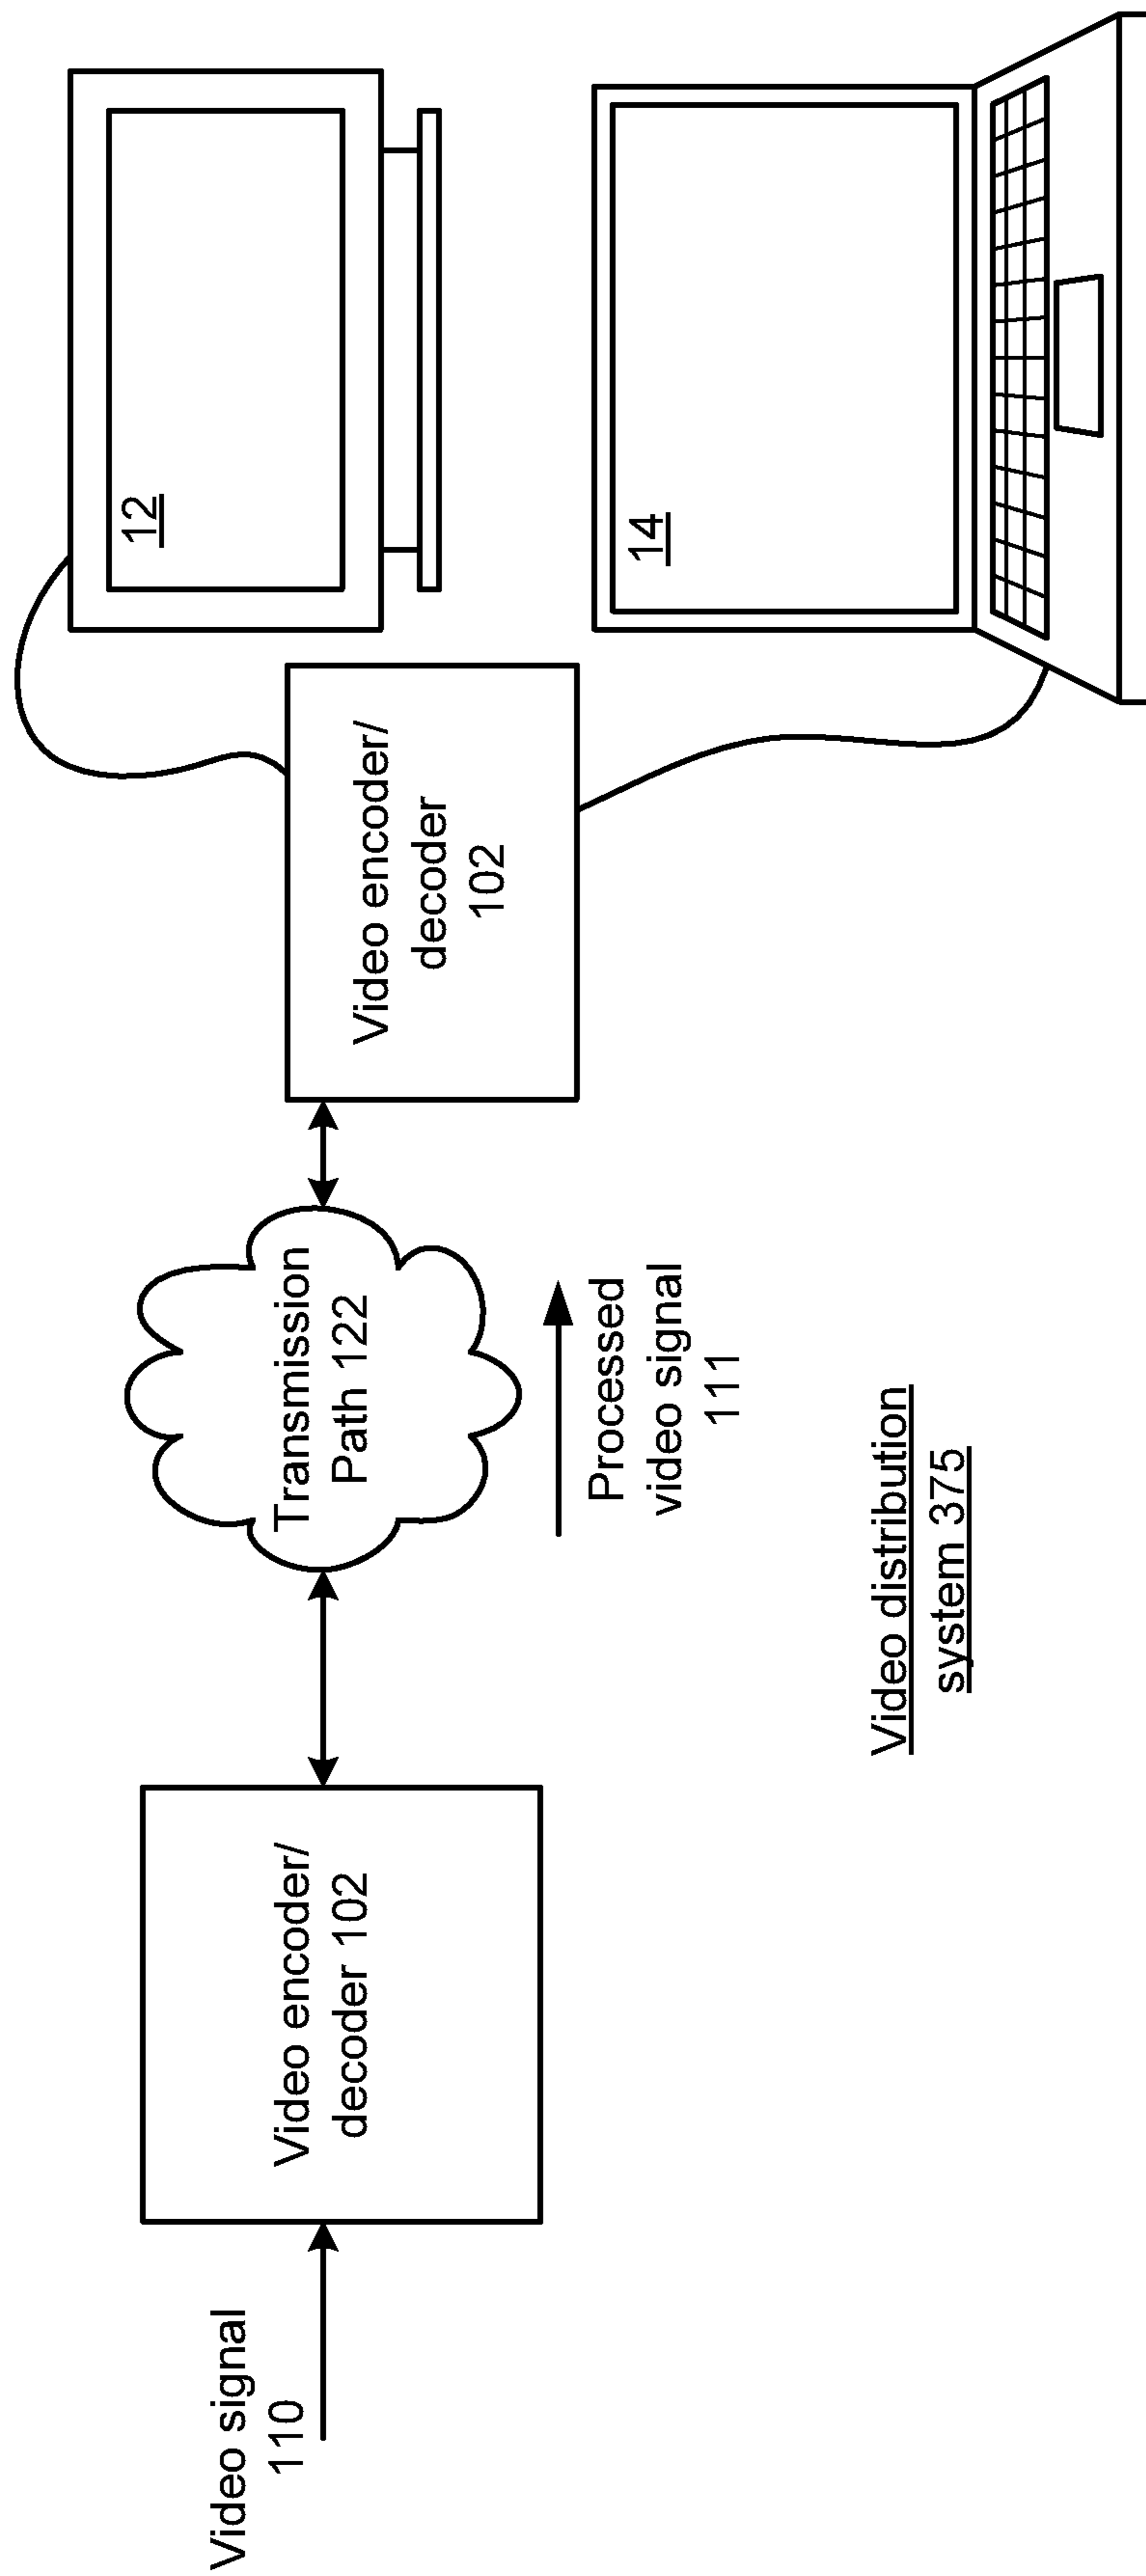 Video signal
110
Video encoder/
decoder 102
Transmission
Path 122
Processed
video signal
111
Video encoder/
decoder
102
12
14
Video distribution
system 375